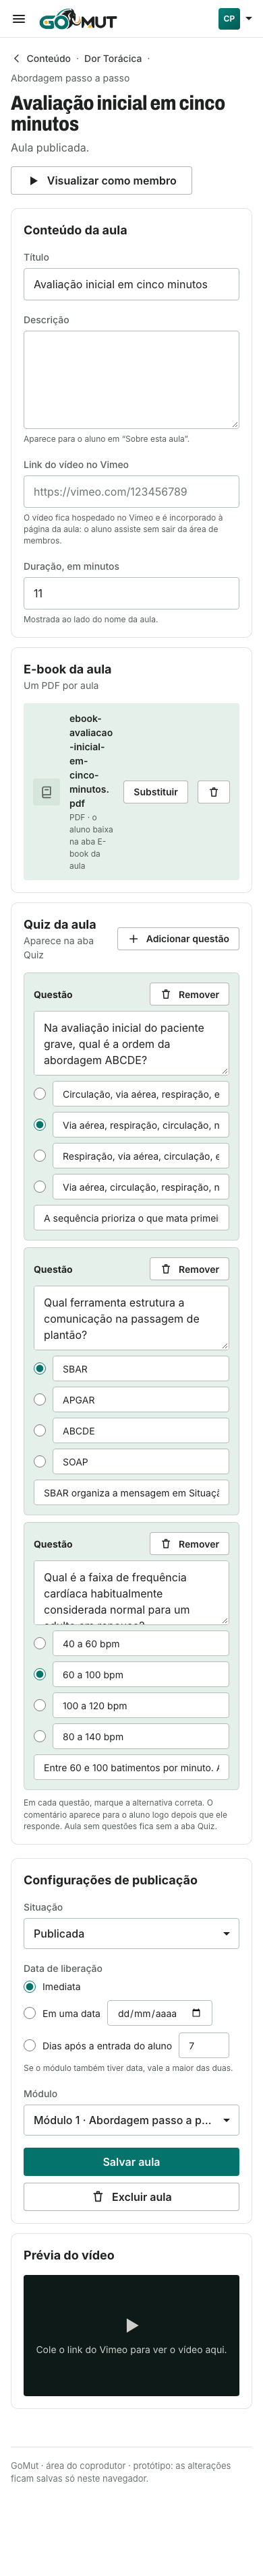 GOMUT
CP
Conteúdo · Dor Torácica ·
Abordagem passo a passo
Avaliação inicial em cinco
minutos
Aula publicada.
Visualizar como membro
Conteúdo da aula
Título
Avaliação inicial em cinco minutos
Descrição
Aparece para o aluno em “Sobre esta aula”.
Link do vídeo no Vimeo
https://vimeo.com/123456789
O vídeo fica hospedado no Vimeo e é incorporado à
página da aula: o aluno assiste sem sair da área de
membros.
Duração, em minutos
11
Mostrada ao lado do nome da aula.
E-book da aula
Um PDF por aula
ebook-
avaliacao
-inicial-
em-
cinco-
minutos.
pdf
PDF · o
aluno baixa
na aba E-
book da
aula
Substituir
Quiz da aula
Aparece na aba
Quiz
Adicionar questão
Questão
Remover
Na avaliação inicial do paciente
grave, qual é a ordem da
abordagem ABCDE?
Circulação, via aérea, respiração, e
Via aérea, respiração, circulação, n
Respiração, via aérea, circulação, e
Via aérea, circulação, respiração, n
A sequência prioriza o que mata primei
Questão
Remover
Qual ferramenta estrutura a
comunicação na passagem de
plantão?
SBAR
APGAR
ABCDE
SOAP
SBAR organiza a mensagem em Situaçã
Questão
Remover
Qual é a faixa de frequência
cardíaca habitualmente
considerada normal para um
40 a 60 bpm
60 a 100 bpm
100 a 120 bpm
80 a 140 bpm
Entre 60 e 100 batimentos por minuto.
Em cada questão, marque a alternativa correta. O
comentário aparece para o aluno logo depois que ele
responde. Aula sem questões fica sem a aba Quiz.
Configurações de publicação
Situação
Publicada
Data de liberação
Imediata
Em uma data
dd/mm/aaaa
Dias após a entrada do aluno
7
Se o módulo também tiver data, vale a maior das duas.
Módulo
Módulo 1 · Abordagem passo a p...
Salvar aula
Excluir aula
Prévia do vídeo
Cole o link do Vimeo para ver o vídeo aqui.
GoMut · área do coprodutor · protótipo: as alterações
ficam salvas só neste navegador.